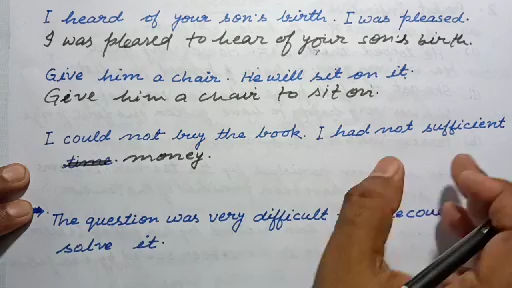 I heard of your son's birth. I was pleased.
I was pleased to hear of your son's birth.
Give him a chair. He will sit on it.
Give him a chair to sit on.
I could not buy the book. I had not sufficient
time. money.
The question was very difficult
solve it.